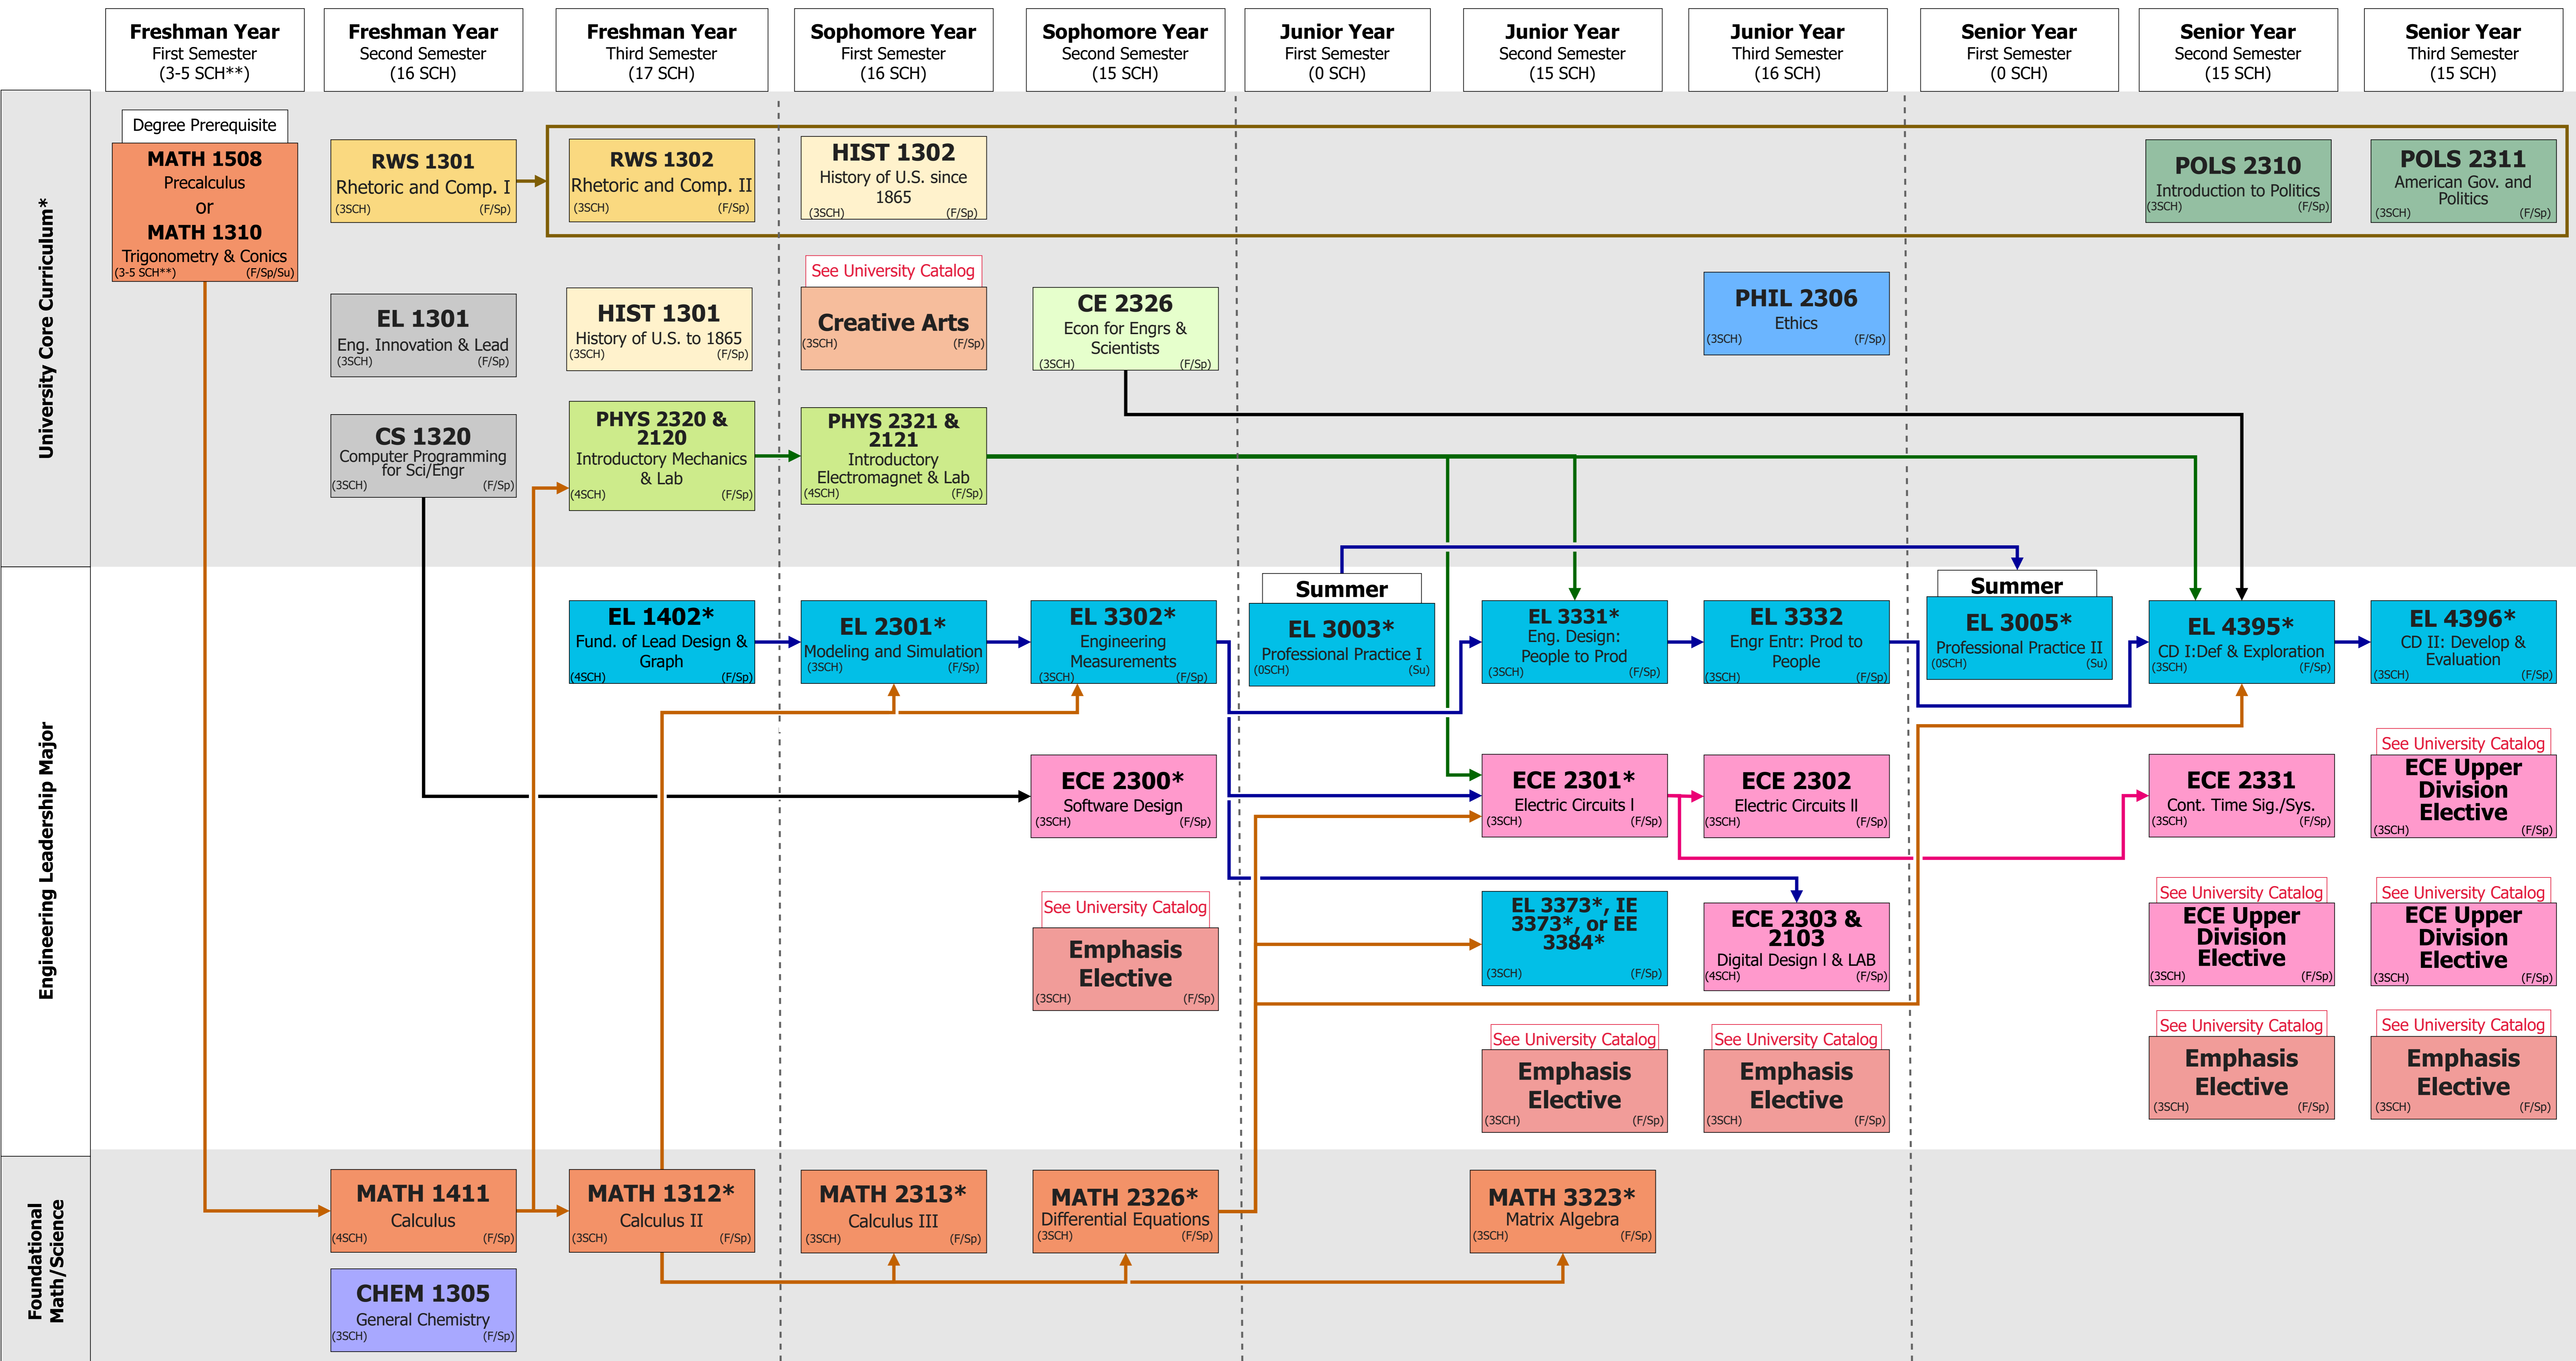 Freshman Year
First Semester
(3-5 SCH**)
Freshman Year
Second Semester
(16 SCH)
Freshman Year
Third Semester
(17 SCH)
Sophomore Year
First Semester
(16 SCH)
Sophomore Year
Second Semester
(15 SCH)
Junior Year
First Semester
(0 SCH)
Junior Year
Second Semester
(15 SCH)
Junior Year
Third Semester
(16 SCH)
Senior Year
First Semester
(0 SCH)
Senior Year
Second Semester
(15 SCH)
Senior Year
Third Semester
(15 SCH)
University Core Curriculum*
Degree Prerequisite
MATH 1508
Precalculus
or
MATH 1310
Trigonometry & Conics
(3-5 SCH**) (F/Sp/Su)
RWS 1301
Rhetoric and Comp. I
(3SCH) (F/Sp)
RWS 1302
Rhetoric and Comp. II
(3SCH) (F/Sp)
HIST 1302
History of U.S. since
1865
(3SCH) (F/Sp)
POLS 2310
Introduction to Politics
(3SCH) (F/Sp)
POLS 2311
American Gov. and
Politics
(3SCH) (F/Sp)
EL 1301
Eng. Innovation & Lead
(3SCH) (F/Sp)
HIST 1301
History of U.S. to 1865
(3SCH) (F/Sp)
See University Catalog
Creative Arts
(3SCH) (F/Sp)
CE 2326
Econ for Engrs &
Scientists
(3SCH) (F/Sp)
PHIL 2306
Ethics
(3SCH) (F/Sp)
CS 1320
Computer Programming
for Sci/Engr
(3SCH) (F/Sp)
PHYS 2320 &
2120
Introductory Mechanics
& Lab
(4SCH) (F/Sp)
PHYS 2321 &
2121
Introductory
Electromagnet & Lab
(4SCH) (F/Sp)
Engineering Leadership Major
EL 1402*
Fund. of Lead Design &
Graph
(4SCH) (F/Sp)
EL 2301*
Modeling and Simulation
(3SCH) (F/Sp)
EL 3302*
Engineering
Measurements
(3SCH) (F/Sp)
Summer
EL 3003*
Professional Practice I
(0SCH) (Su)
EL 3331*
Eng. Design:
People to Prod
(3SCH) (F/Sp)
EL 3332
Engr Entr: Prod to
People
(3SCH) (F/Sp)
Summer
EL 3005*
Professional Practice II
(0SCH) (Su)
EL 4395*
CD I:Def & Exploration
(3SCH) (F/Sp)
EL 4396*
CD II: Develop &
Evaluation
(3SCH) (F/Sp)
ECE 2300*
Software Design
(3SCH) (F/Sp)
ECE 2301*
Electric Circuits I
(3SCH) (F/Sp)
ECE 2302
Electric Circuits II
(3SCH) (F/Sp)
ECE 2331
Cont. Time Sig./Sys.
(3SCH) (F/Sp)
See University Catalog
ECE Upper
Division
Elective
(3SCH) (F/Sp)
See University Catalog
Emphasis
Elective
(3SCH) (F/Sp)
EL 3373*, IE
3373*, or EE
3384*
(3SCH) (F/Sp)
ECE 2303 &
2103
Digital Design I & LAB
(4SCH) (F/Sp)
See University Catalog
ECE Upper
Division
Elective
(3SCH) (F/Sp)
See University Catalog
ECE Upper
Division
Elective
(3SCH) (F/Sp)
See University Catalog
Emphasis
Elective
(3SCH) (F/Sp)
See University Catalog
Emphasis
Elective
(3SCH) (F/Sp)
See University Catalog
Emphasis
Elective
(3SCH) (F/Sp)
See University Catalog
Emphasis
Elective
(3SCH) (F/Sp)
Foundational
Math/Science
MATH 1411
Calculus
(4SCH) (F/Sp)
MATH 1312*
Calculus II
(3SCH) (F/Sp)
MATH 2313*
Calculus III
(3SCH) (F/Sp)
MATH 2326*
Differential Equations
(3SCH) (F/Sp)
MATH 3323*
Matrix Algebra
(3SCH) (F/Sp)
CHEM 1305
General Chemistry
(3SCH) (F/Sp)